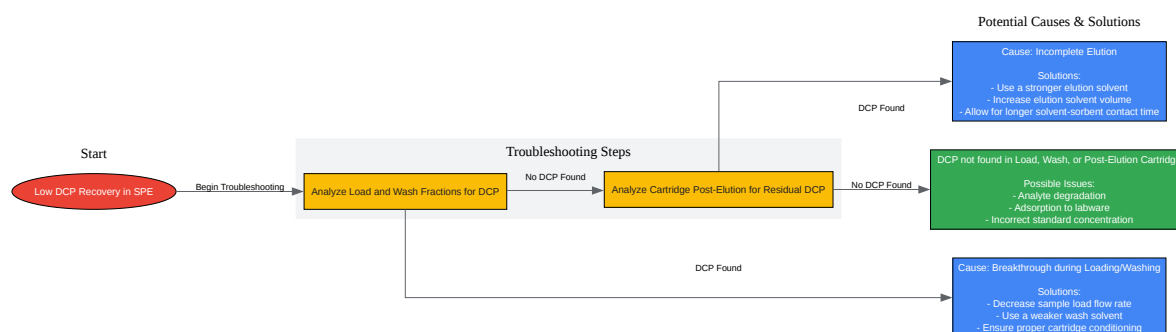 Potential Causes & Solutions
Cause: Incomplete Elution
Solutions:
- Use a stronger elution solvent
- Increase elution solvent volume
- Allow for longer solvent-sorbent contact time
DCP Found
Start
Troubleshooting Steps
Low DCP Recovery in SPE
Begin Troubleshooting
Analyze Load and Wash Fractions for DCP
No DCP Found
Analyze Cartridge Post-Elution for Residual DCP
No DCP Found
DCP not found in Load, Wash, or Post-Elution Cartridg
Possible Issues:
- Analyte degradation
- Adsorption to labware
- Incorrect standard concentration
DCP Found
Cause: Breakthrough during Loading/Washing
Solutions:
- Decrease sample load flow rate
- Use a weaker wash solvent
- Ensure proper cartridge conditioning